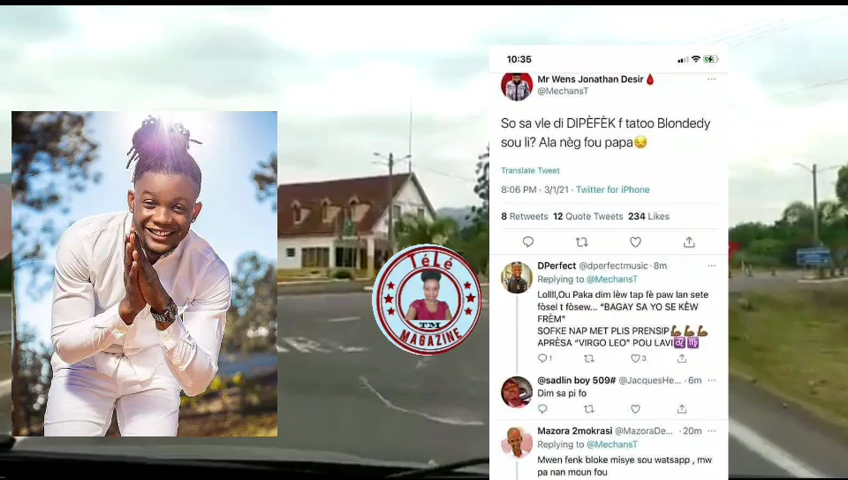 10:35
Mr Wens Jonathan Desir🩸
@MechansT
So sa vle di DIPÈFÈK f tatoo Blondedy
sou li? Ala nèg fou papa😔
Translate Tweet
8:06 PM · 3/1/21 · Twitter for iPhone
8 Retweets 12 Quote Tweets 234 Likes
DPerfect @dperfectmusic · 8m
Replying to @MechansT
Lollll,Ou Paka dim lèw tap fè paw lan sete
fòsel t fòsew... “BAGAY SA YO SE KÈW
FRÈM”
SOFKE NAP MET PLIS PRENSIP💪🏾💪🏾💪🏾
APRÈSA “VIRGO LEO” POU LAVI♌♍
1 3
@sadlin boy 509# @JacquesHe... · 6m
Dim sa pi fo
Mazora 2mokrasi @MazoraDe... · 20m
Replying to @MechansT
Mwen fenk bloke misye sou watsapp , mw
pa nan moun fou
TéLé
TM
MAGAZINE